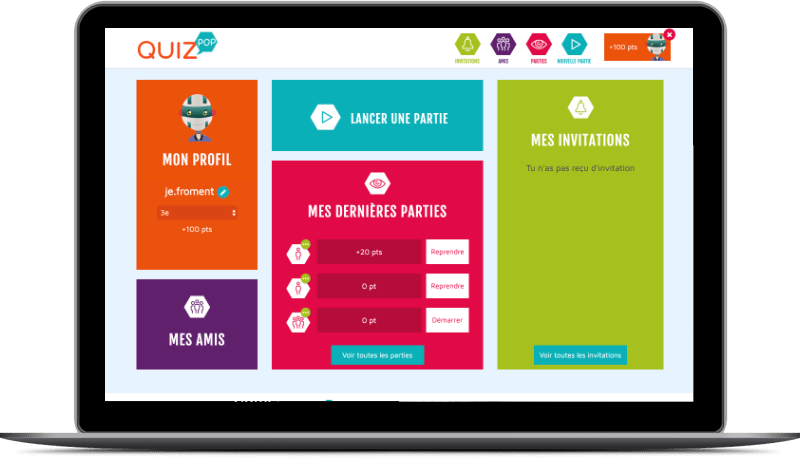 QUIZ POP
INVITATIONS
AMIS
PARTIES
NOUVELLE PARTIE
+100 pts
MON PROFIL
je.froment
3e
+100 pts
MES AMIS
LANCER UNE PARTIE
MES DERNIÈRES PARTIES
+20 pts Reprendre
0 pt Reprendre
0 pt Démarrer
Voir toutes les parties
MES INVITATIONS
Tu n'as pas reçu d'invitation
Voir toutes les invitations